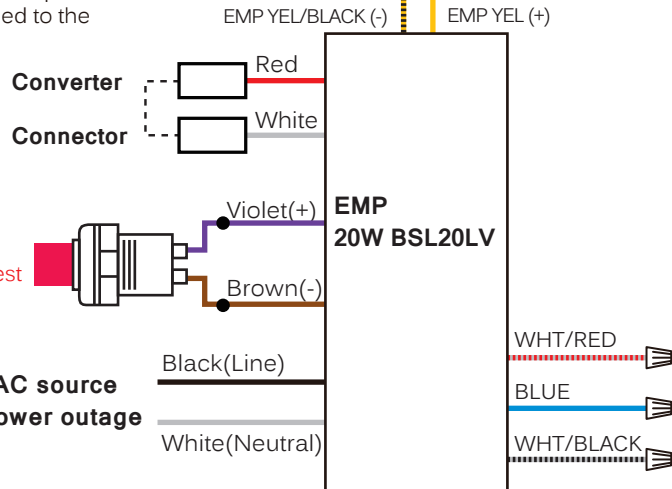 ed to the
EMP YEL/BLACK (-)
EMP YEL (+)
Converter
Red
Connector
White
Violet(+)
EMP
20W BSL20LV
est
Brown(-)
Black(Line)
AC source
ower outage
White(Neutral)
WHT/RED
BLUE
WHT/BLACK